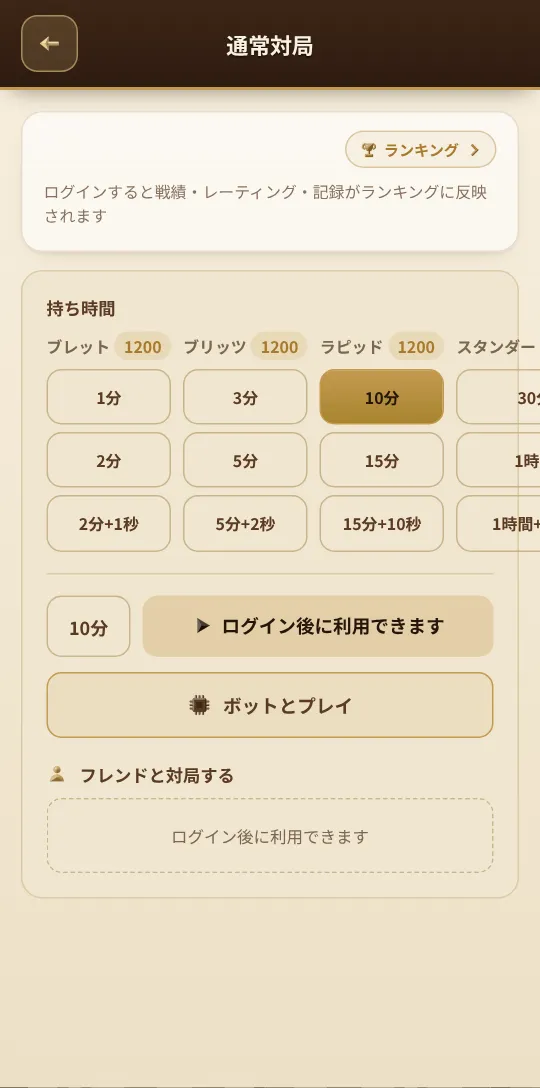 通常対局
ランキング
ログインすると戦績・レーティング・記録がランキングに反映
されます
持ち時間
ブレット 1200 ブリッツ 1200 ラピッド 1200 スタンダー
1分 3分 10分 30分
2分 5分 15分 1時
2分+1秒 5分+2秒 15分+10秒 1時間+
10分 ログイン後に利用できます
ボットとプレイ
フレンドと対局する
ログイン後に利用できます